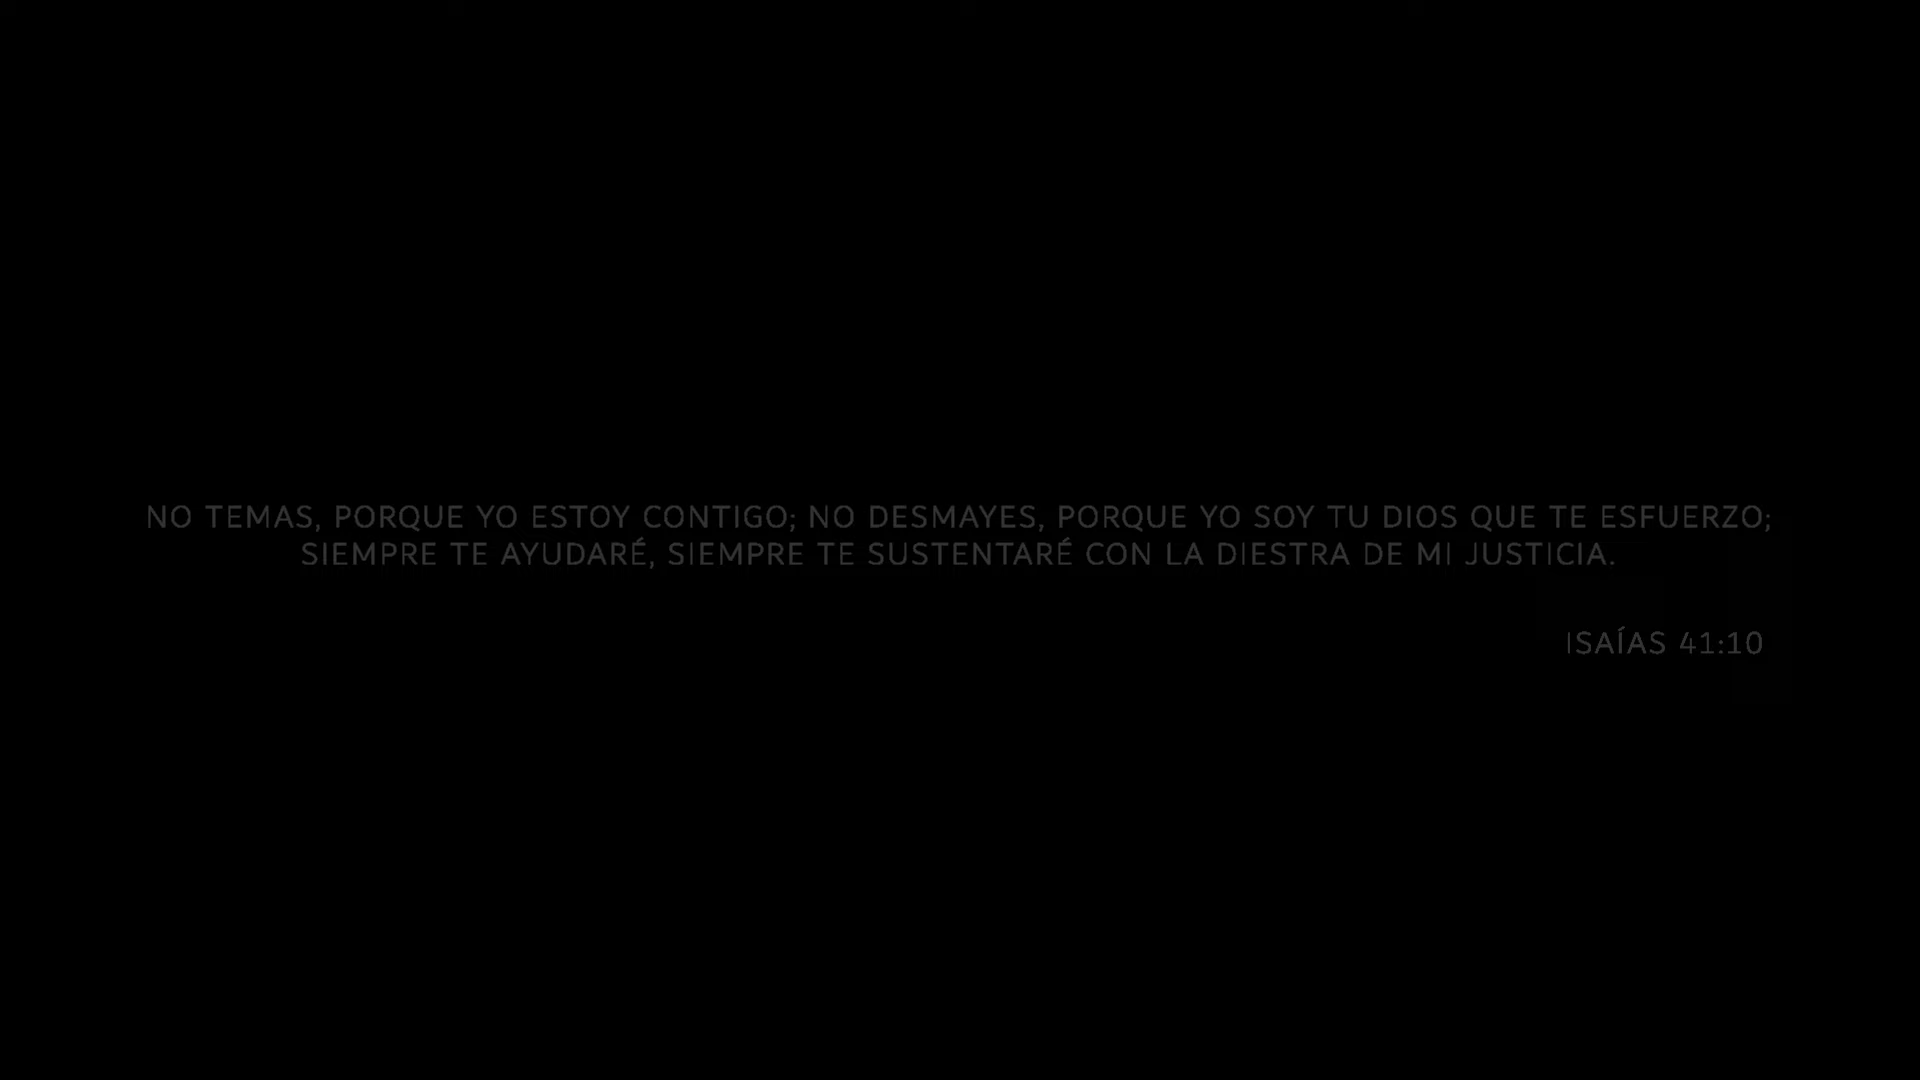 NO TEMAS, PORQUE YO ESTOY CONTIGO; NO DESMAYES, PORQUE YO SOY TU DIOS QUE TE ESFUERZO;
SIEMPRE TE AYUDARÉ, SIEMPRE TE SUSTENTARÉ CON LA DIESTRA DE MI JUSTICIA.
ISAÍAS 41:10